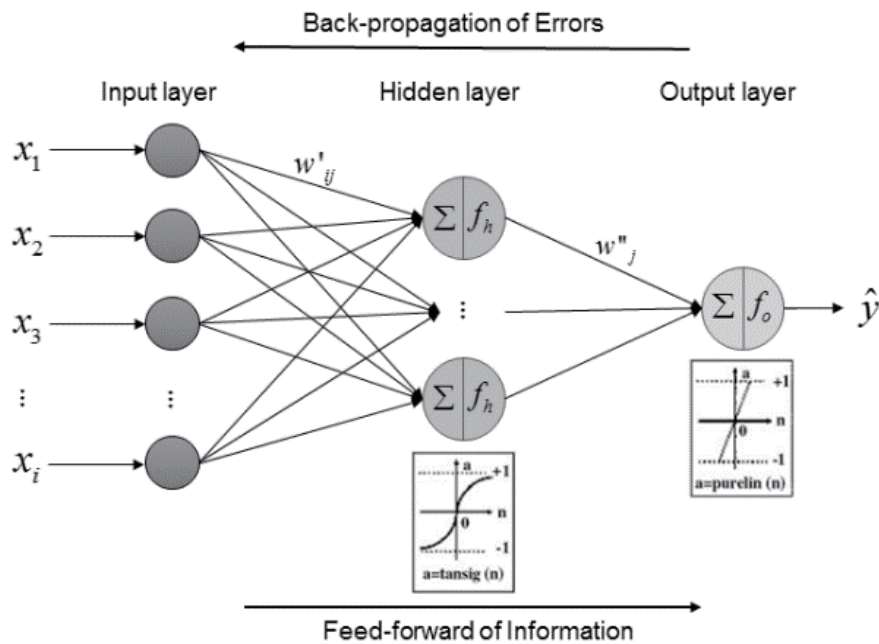 Back-propagation of Errors
Input layer Hidden layer Output layer
x₁
w'ᵢⱼ
Σ fₕ
x₂
w"ⱼ
x₃
⋮
Σ fₒ
ŷ
⋮
⋮
Σ fₕ
xᵢ
a
+1
n
0
-1
a=tansig (n)
a
+1
n
0
-1
a=purelin (n)
Feed-forward of Information